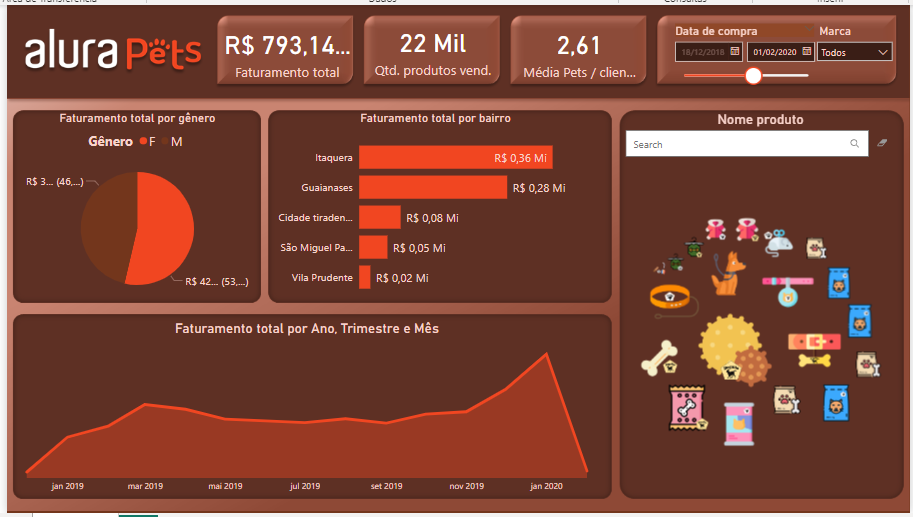 Dados
Consultas
alura Pets
R$ 793,14...
Faturamento total
22 Mil
Qtd. produtos vend.
2,61
Média Pets / clien...
Data de compra
18/12/2018
01/02/2020
Marca
Todos
Faturamento total por gênero
Gênero F M
R$ 3... (46,...)
R$ 42... (53,...)
Faturamento total por bairro
Itaquera R$ 0,36 Mi
Guaianases R$ 0,28 Mi
Cidade tiraden... R$ 0,08 Mi
São Miguel Pa... R$ 0,05 Mi
Vila Prudente R$ 0,02 Mi
Nome produto
Search
Faturamento total por Ano, Trimestre e Mês
jan 2019 mar 2019 mai 2019 jul 2019 set 2019 nov 2019 jan 2020